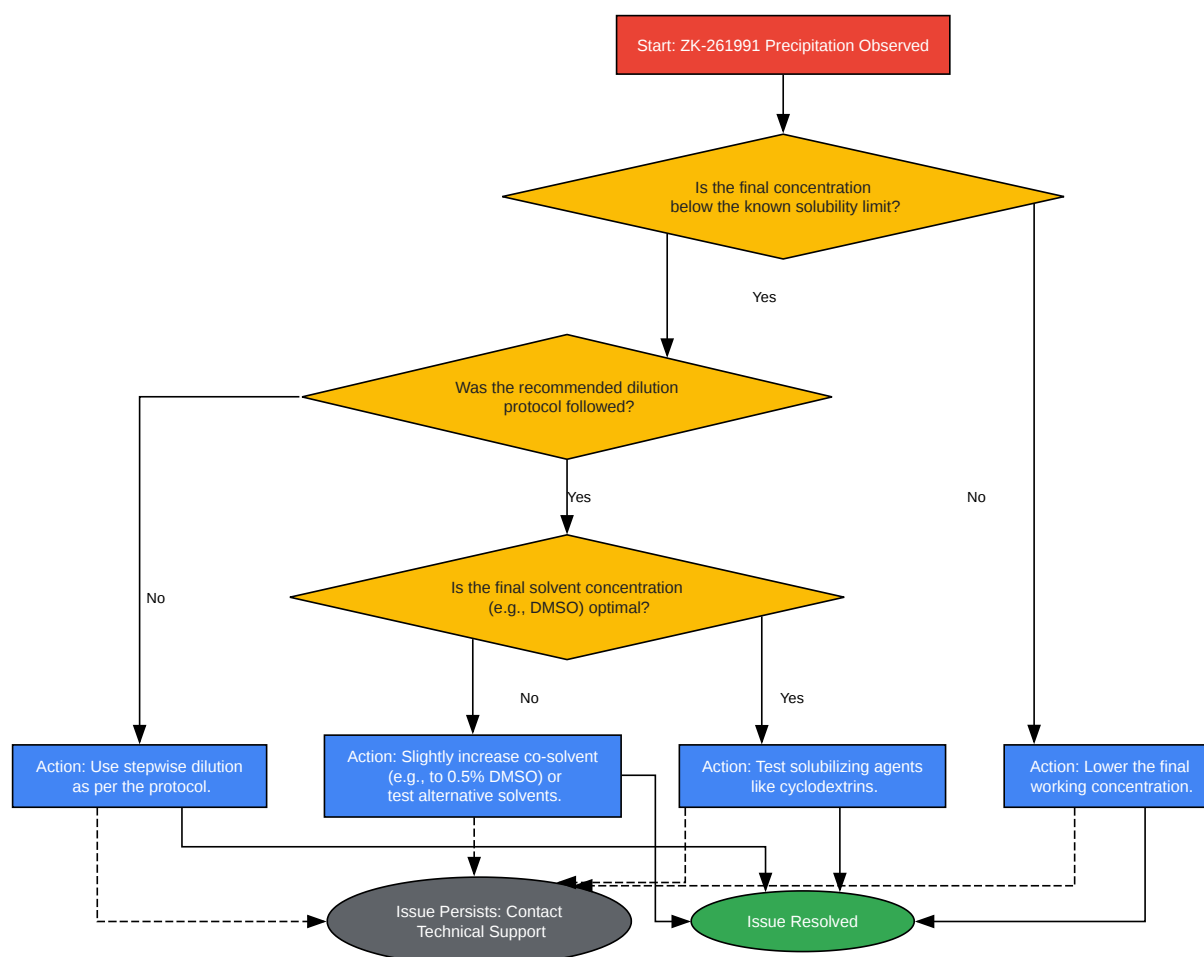 Start: ZK-261991 Precipitation Observed
Is the final concentration
below the known solubility limit?
Yes
Was the recommended dilution
protocol followed?
Yes
No
Is the final solvent concentration
(e.g., DMSO) optimal?
No
No
Yes
Action: Use stepwise dilution
as per the protocol.
Action: Slightly increase co-solvent
(e.g., to 0.5% DMSO) or
test alternative solvents.
Action: Test solubilizing agents
like cyclodextrins.
Action: Lower the final
working concentration.
Issue Persists: Contact
Technical Support
Issue Resolved